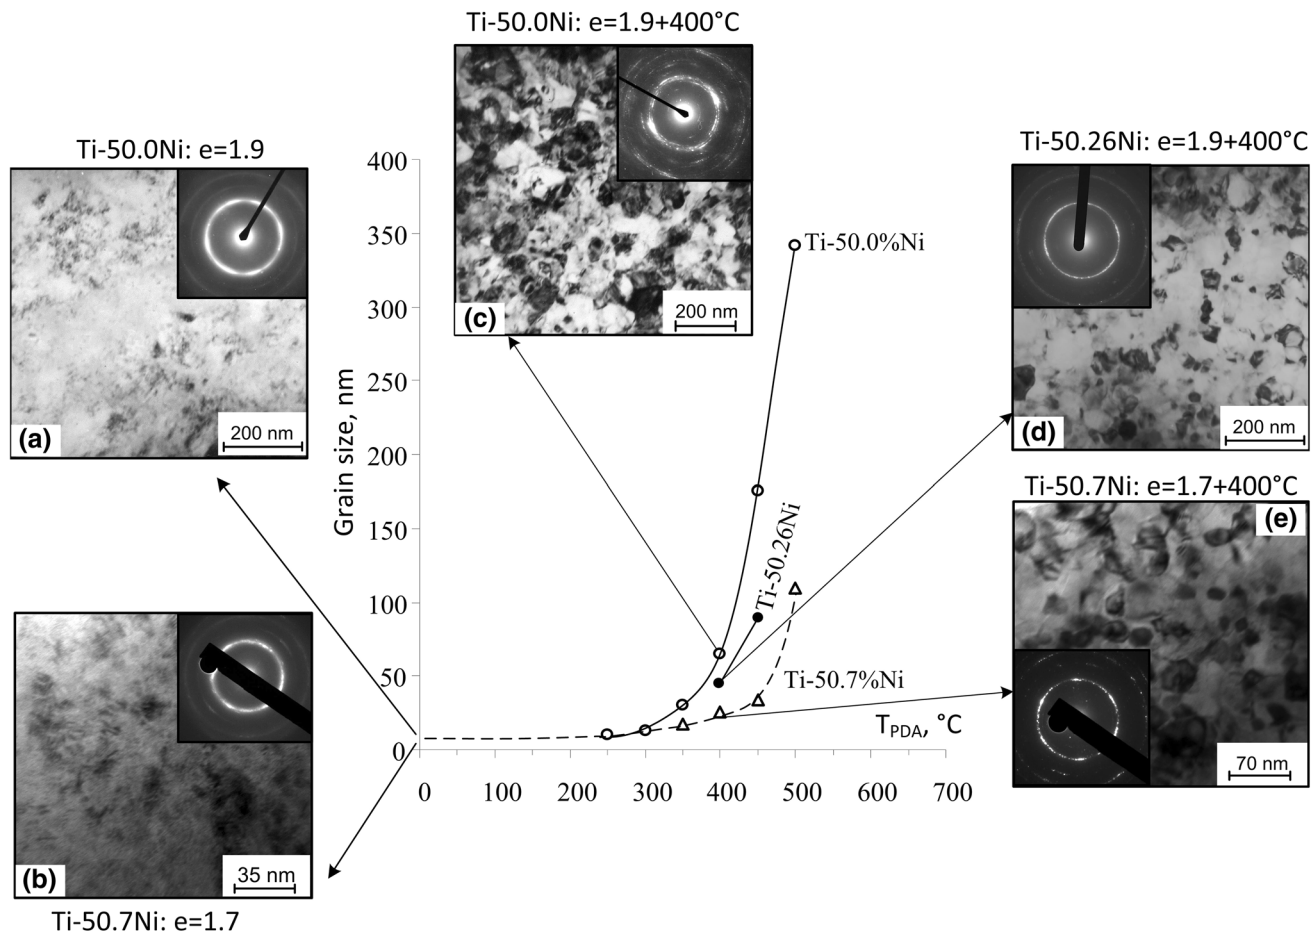 Ti-50.0Ni: e=1.9+400°C
(c)
200 nm
Ti-50.0Ni: e=1.9
(a)
200 nm
Ti-50.26Ni: e=1.9+400°C
(d)
200 nm
Ti-50.7Ni: e=1.7+400°C
(e)
70 nm
(b)
35 nm
Ti-50.7Ni: e=1.7
Grain size, nm
400
350
300
250
200
150
100
50
0
Ti-50.0%Ni
Ti-50.26Ni
Ti-50.7%Ni
TPDA, °C
0 100 200 300 400 500 600 700